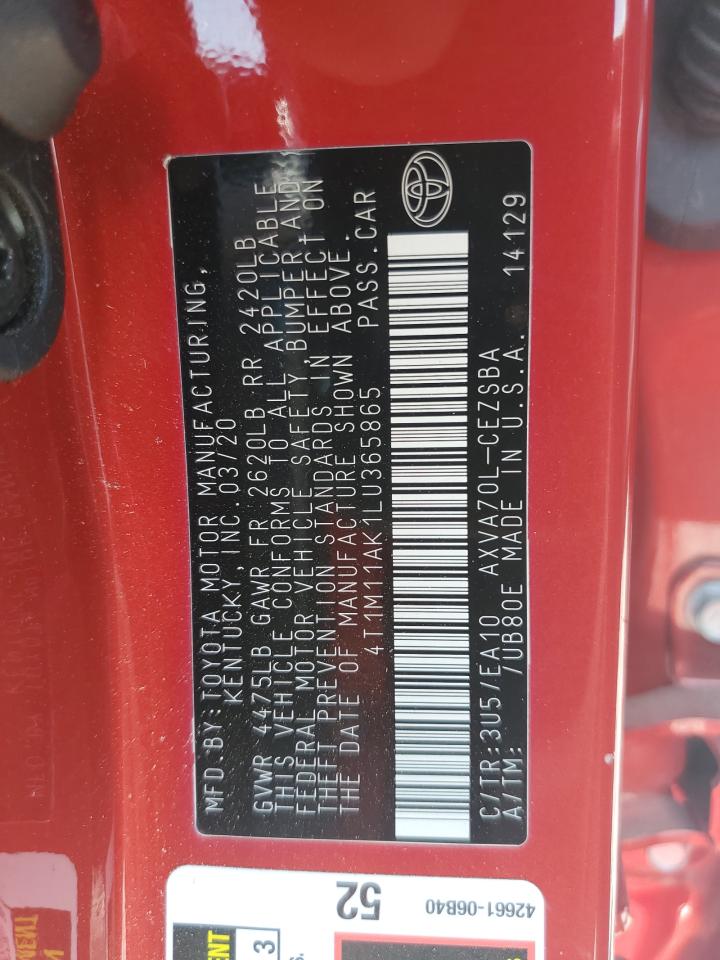 MFD.BY:TOYOTA MOTOR MANUFACTURING,
KENTUCKY,INC.03/20
GVWR 4475LB GAWR FR 2620LB RR 2420LB
THIS VEHICLE CONFORMS TO ALL APPLICABLE
FEDERAL MOTOR VEHICLE SAFETY,BUMPER,AND
THEFT PREVENTION STANDARDS IN EFFECT ON
THE DATE OF MANUFACTURE SHOWN ABOVE.
4T1M11AK1LU365865 PASS.CAR
C/TR:3U5/EA10 AXVA70L-CEZSBA
A/TM: /UB80E MADE IN U.S.A. 14129
52
42661-06B40
3